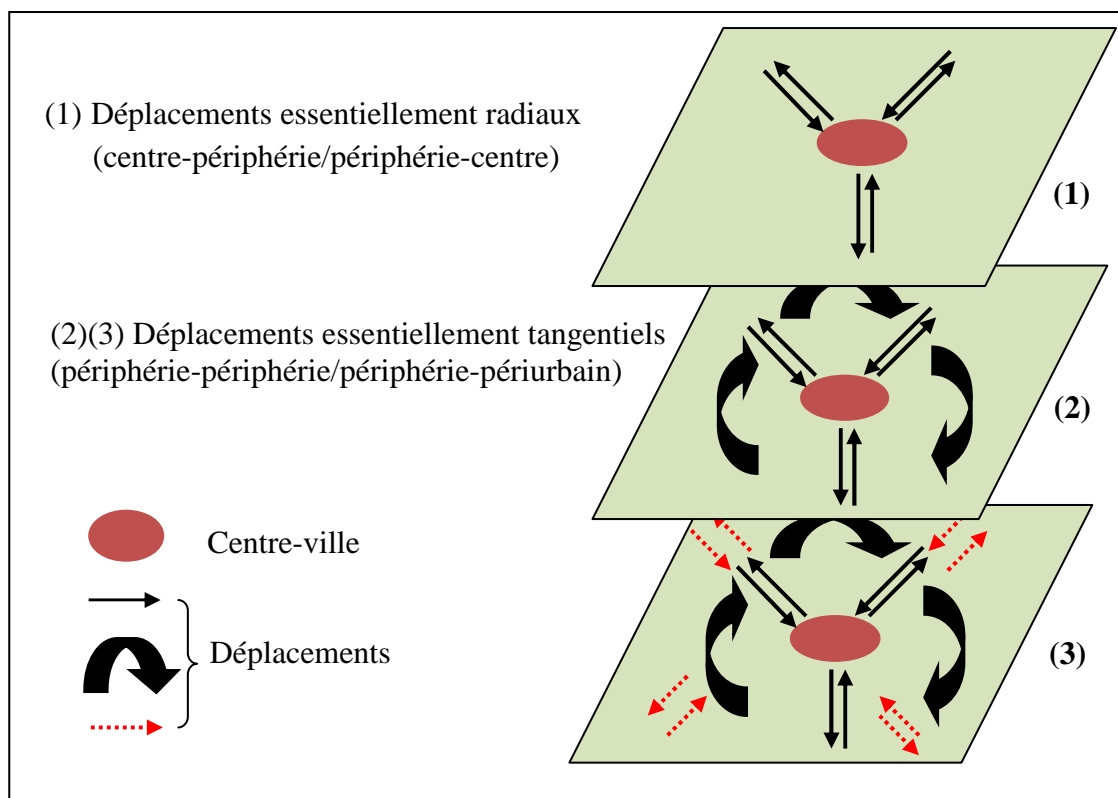 (1) Déplacements essentiellement radiaux
(centre-périphérie/périphérie-centre)
(1)
(2)(3) Déplacements essentiellement tangentiels
(périphérie-périphérie/périphérie-périurbain)
(2)
Centre-ville
Déplacements
(3)